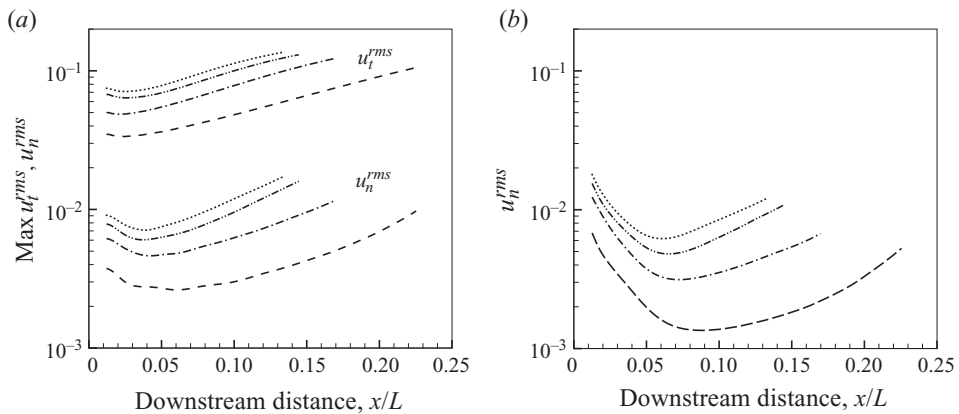 (a)
(b)
10^{-1}
10^{-2}
10^{-3}
Max u_t^{rms}, u_n^{rms}
u_t^{rms}
u_n^{rms}
0 0.05 0.10 0.15 0.20 0.25
Downstream distance, x/L
10^{-1}
10^{-2}
10^{-3}
u_n^{rms}
0 0.05 0.10 0.15 0.20 0.25
Downstream distance, x/L